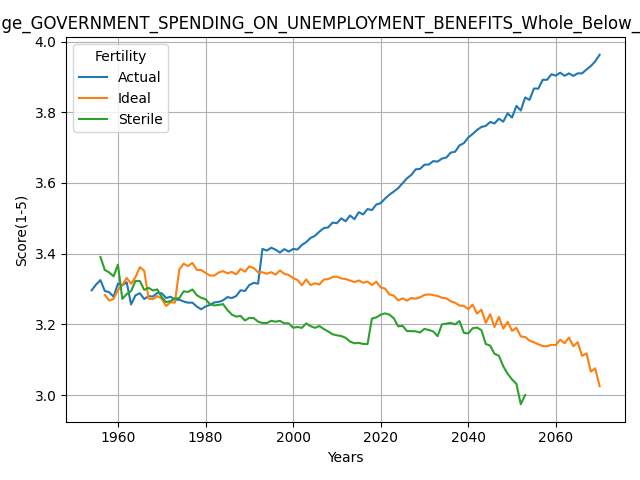 ge_GOVERNMENT_SPENDING_ON_UNEMPLOYMENT_BENEFITS_Whole_Below_
Fertility
Actual
Ideal
Sterile
Score(1-5)
4.0
3.8
3.6
3.4
3.2
3.0
1960 1980 2000 2020 2040 2060
Years